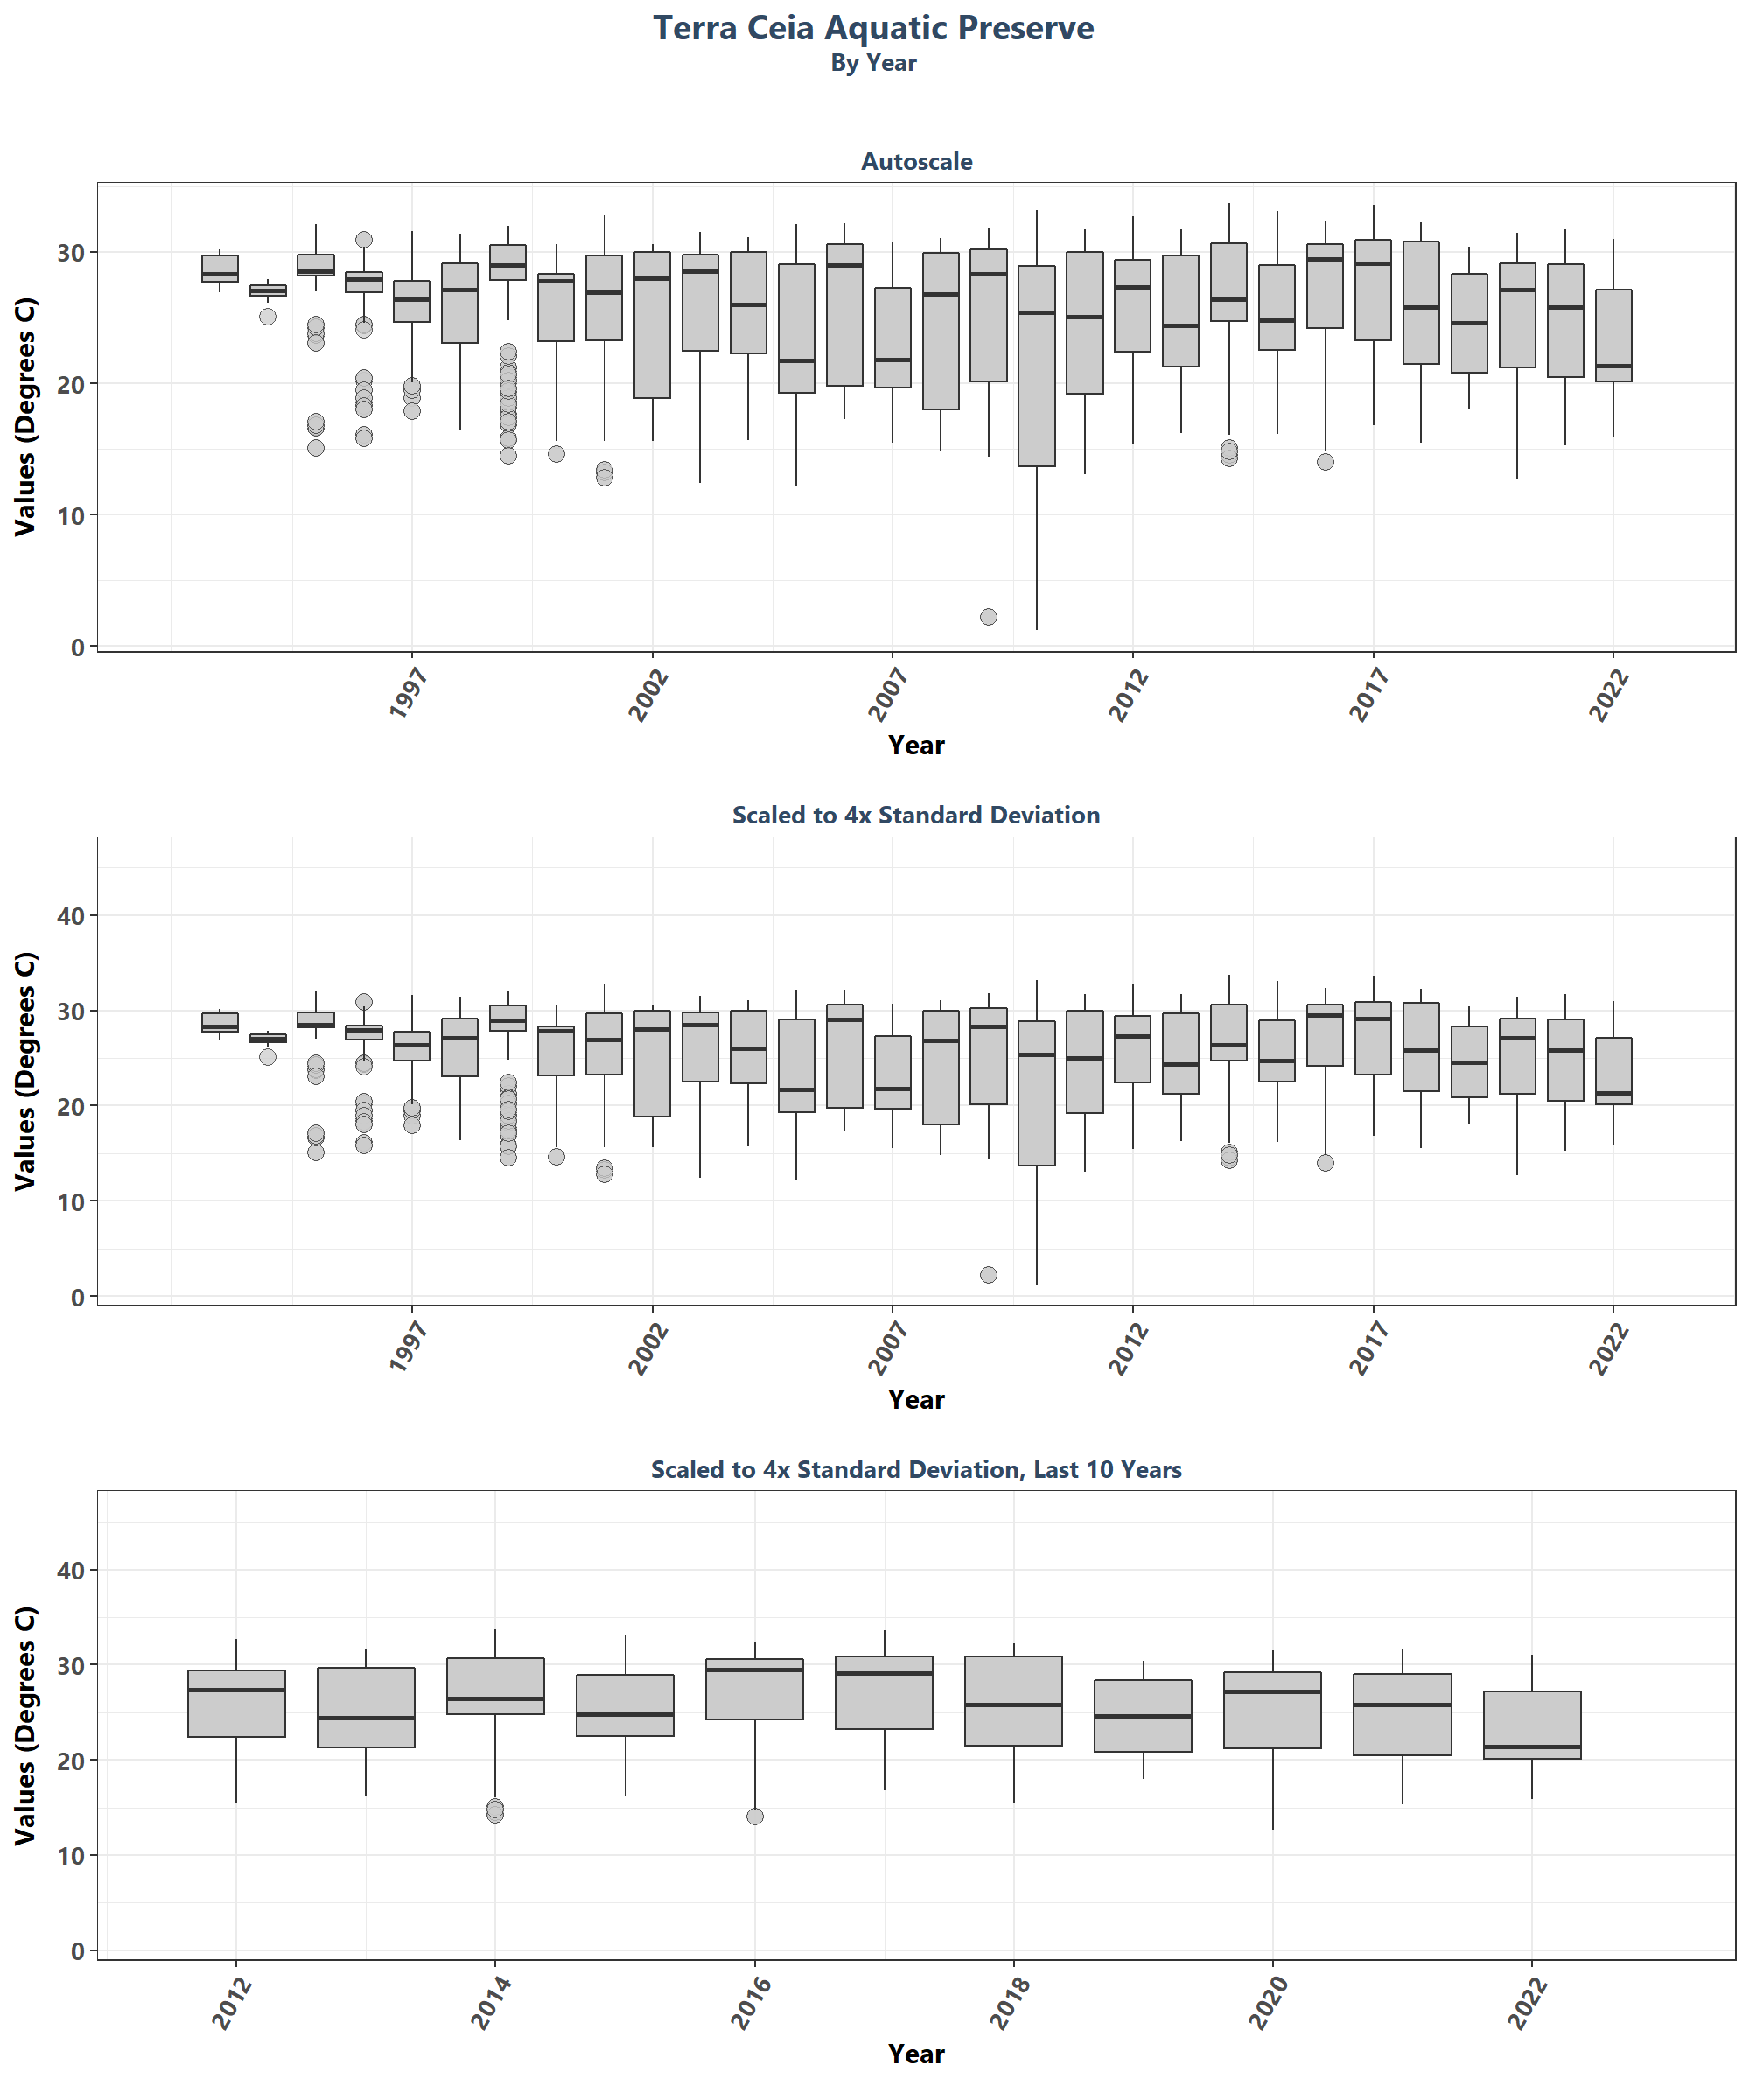 Terra Ceia Aquatic Preserve
By Year
Autoscale
Values (Degrees C)
30
20
10
0
1997 2002 2007 2012 2017 2022
Year
Scaled to 4x Standard Deviation
Values (Degrees C)
40
30
20
10
0
1997 2002 2007 2012 2017 2022
Year
Scaled to 4x Standard Deviation, Last 10 Years
Values (Degrees C)
40
30
20
10
0
2012 2014 2016 2018 2020 2022
Year